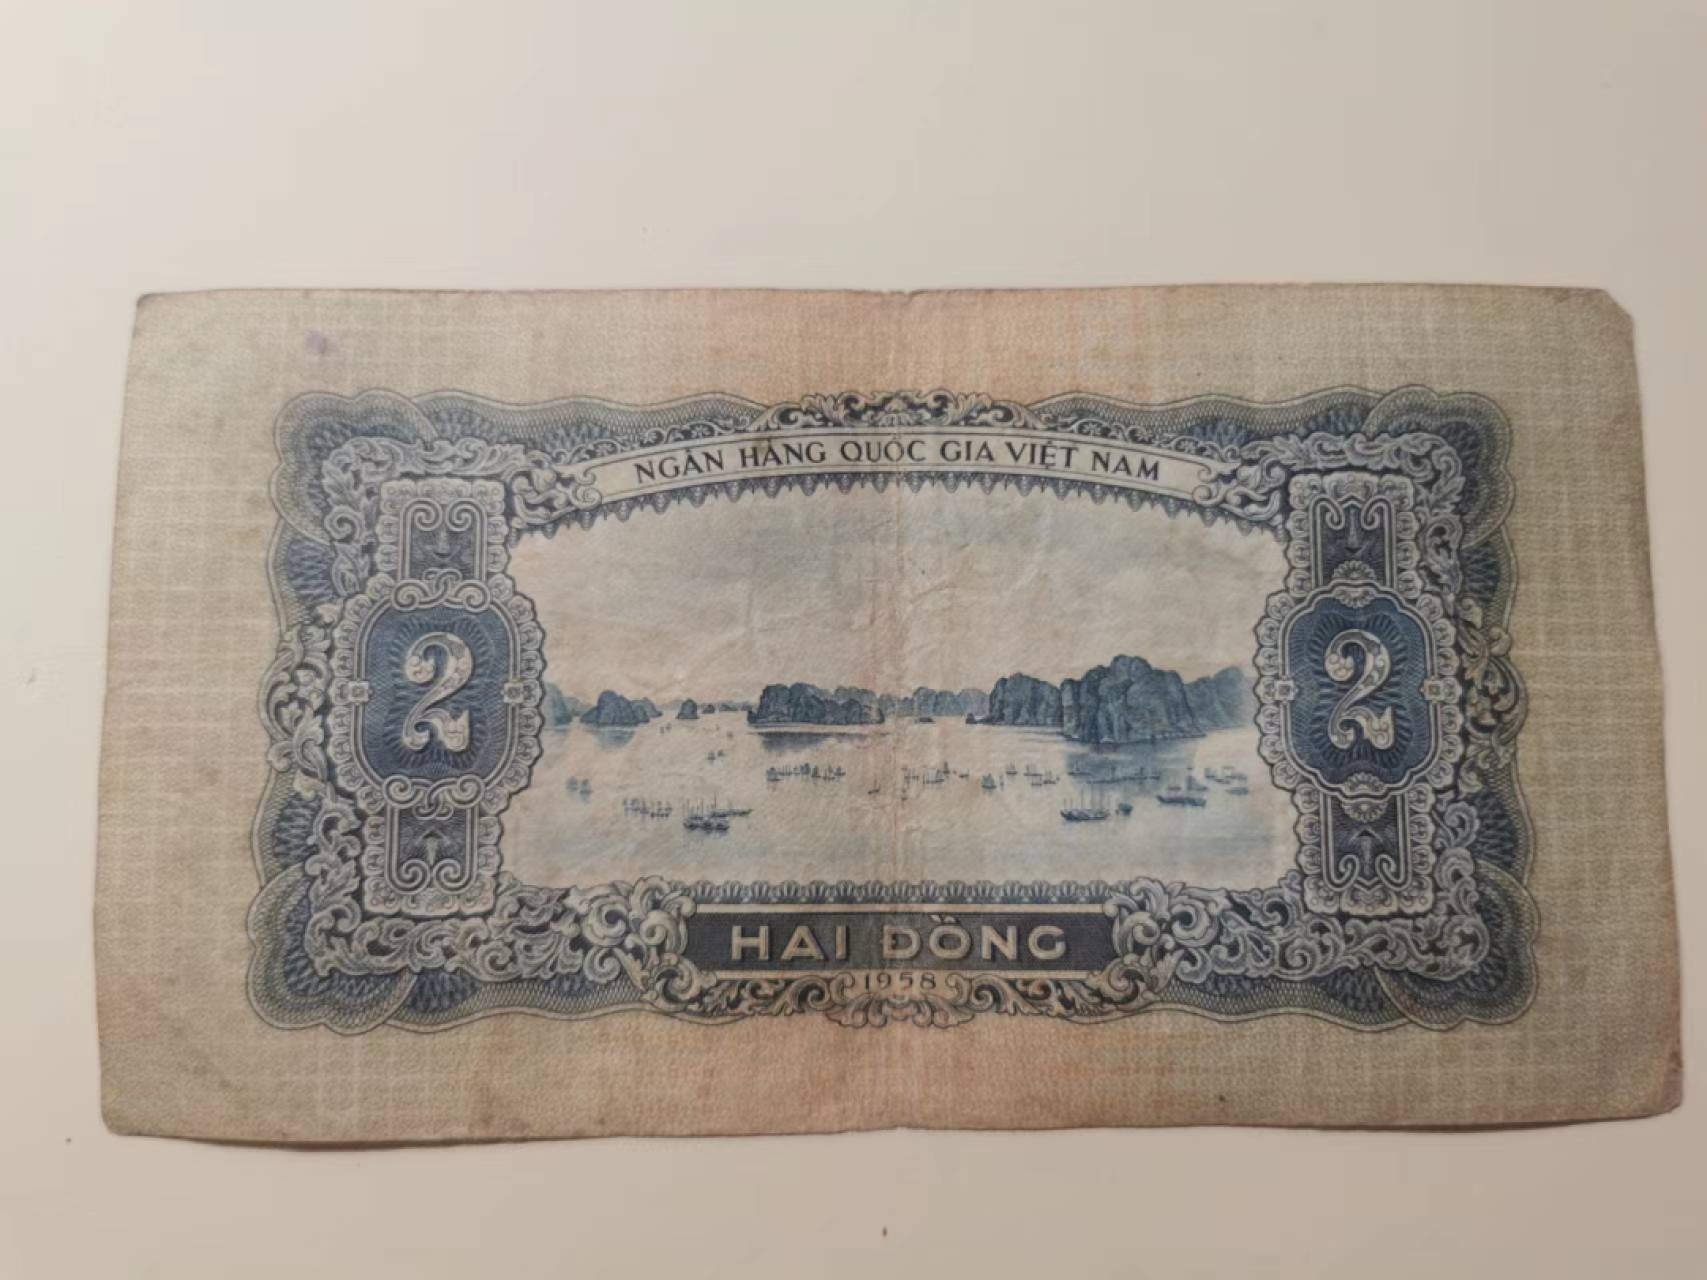 NGÂN HÀNG QUỐC GIA VIỆT NAM
2
2
HAI ĐỒNG
1958